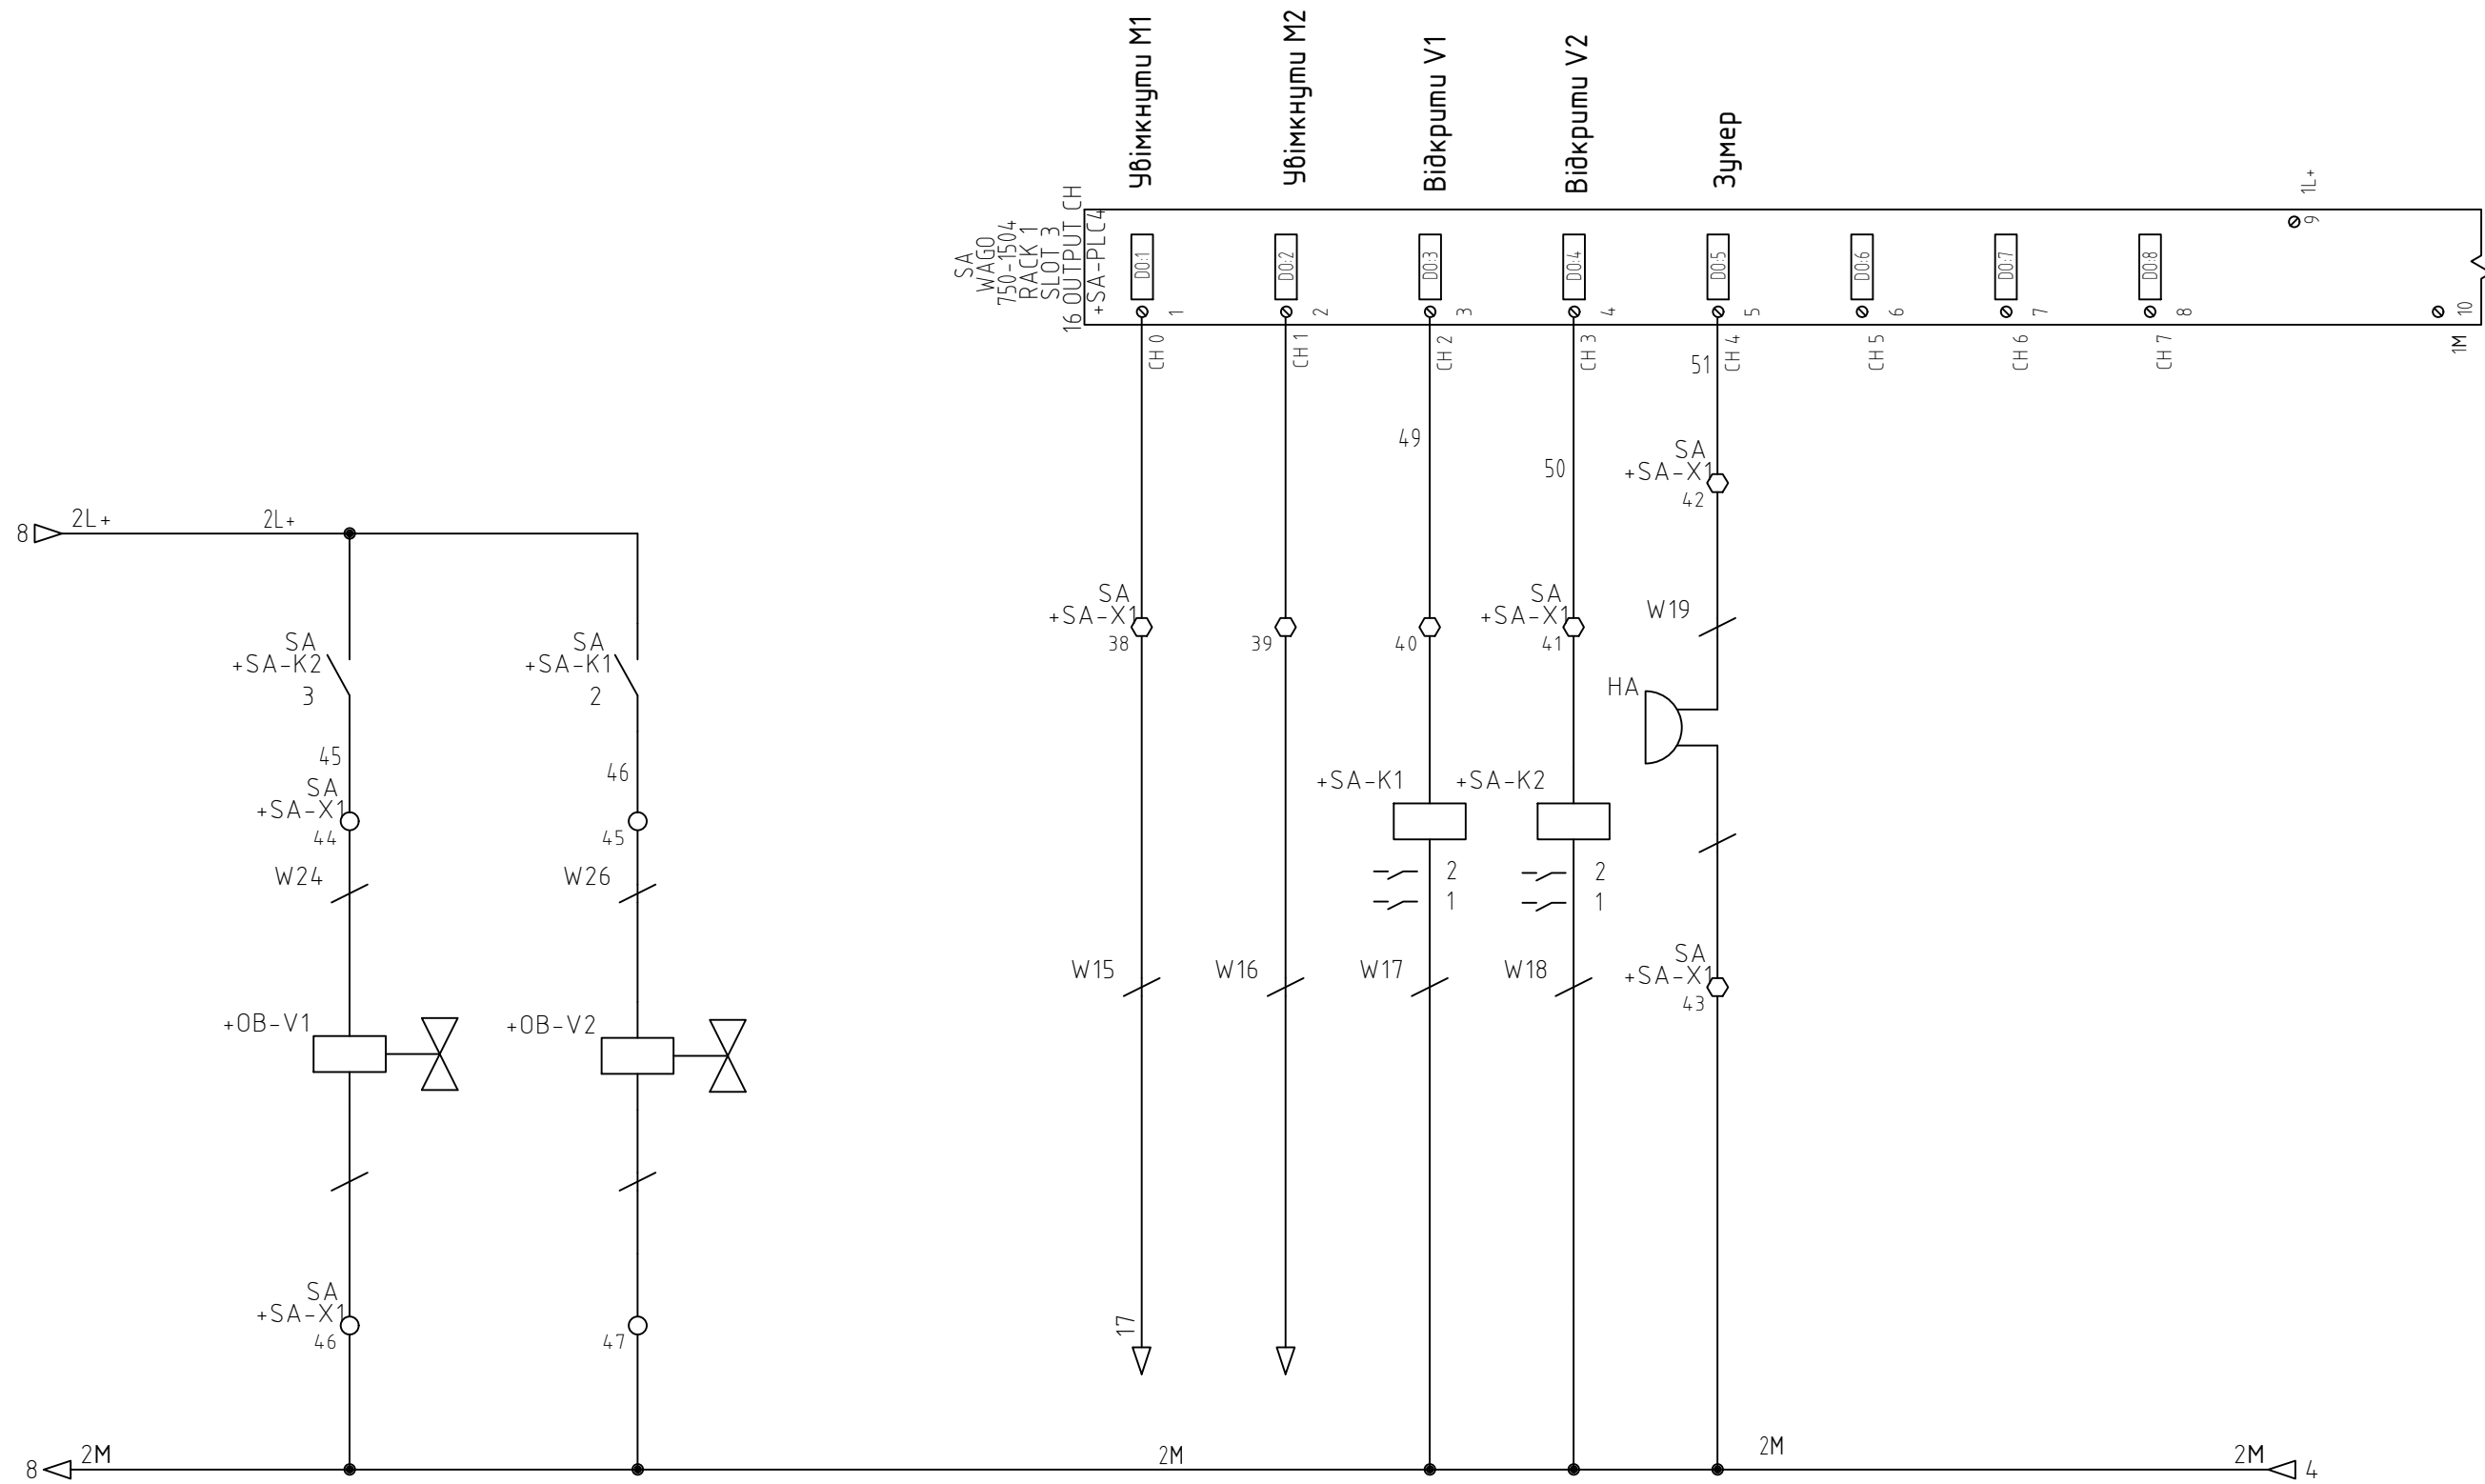 Увімкнути М1
Увімкнути М2
Відкрити V1
Відкрити V2
Зумер
SA
WAGO
750-1504
RACK 1
SLOT 3
16 OUTPUT CH
+SA-PLC4
DO:1
DO:2
DO:3
DO:4
DO:5
DO:6
DO:7
DO:8
1
2
3
4
5
6
7
8
9
1L+
10
1M
CH 0
CH 1
CH 2
CH 3
51
CH 4
CH 5
CH 6
CH 7
49
50
SA
+SA-X1
42
8
2L+
2L+
SA
+SA-K2
3
SA
+SA-K1
2
SA
+SA-X1
38
39
40
SA
+SA-X1
41
W19
HA
45
46
SA
+SA-X1
44
45
+SA-K1
+SA-K2
2
1
2
1
W24
W26
W15
W16
W17
W18
SA
+SA-X1
43
+OB-V1
+OB-V2
SA
+SA-X1
46
47
17
8
2M
2M
2M
2M
4